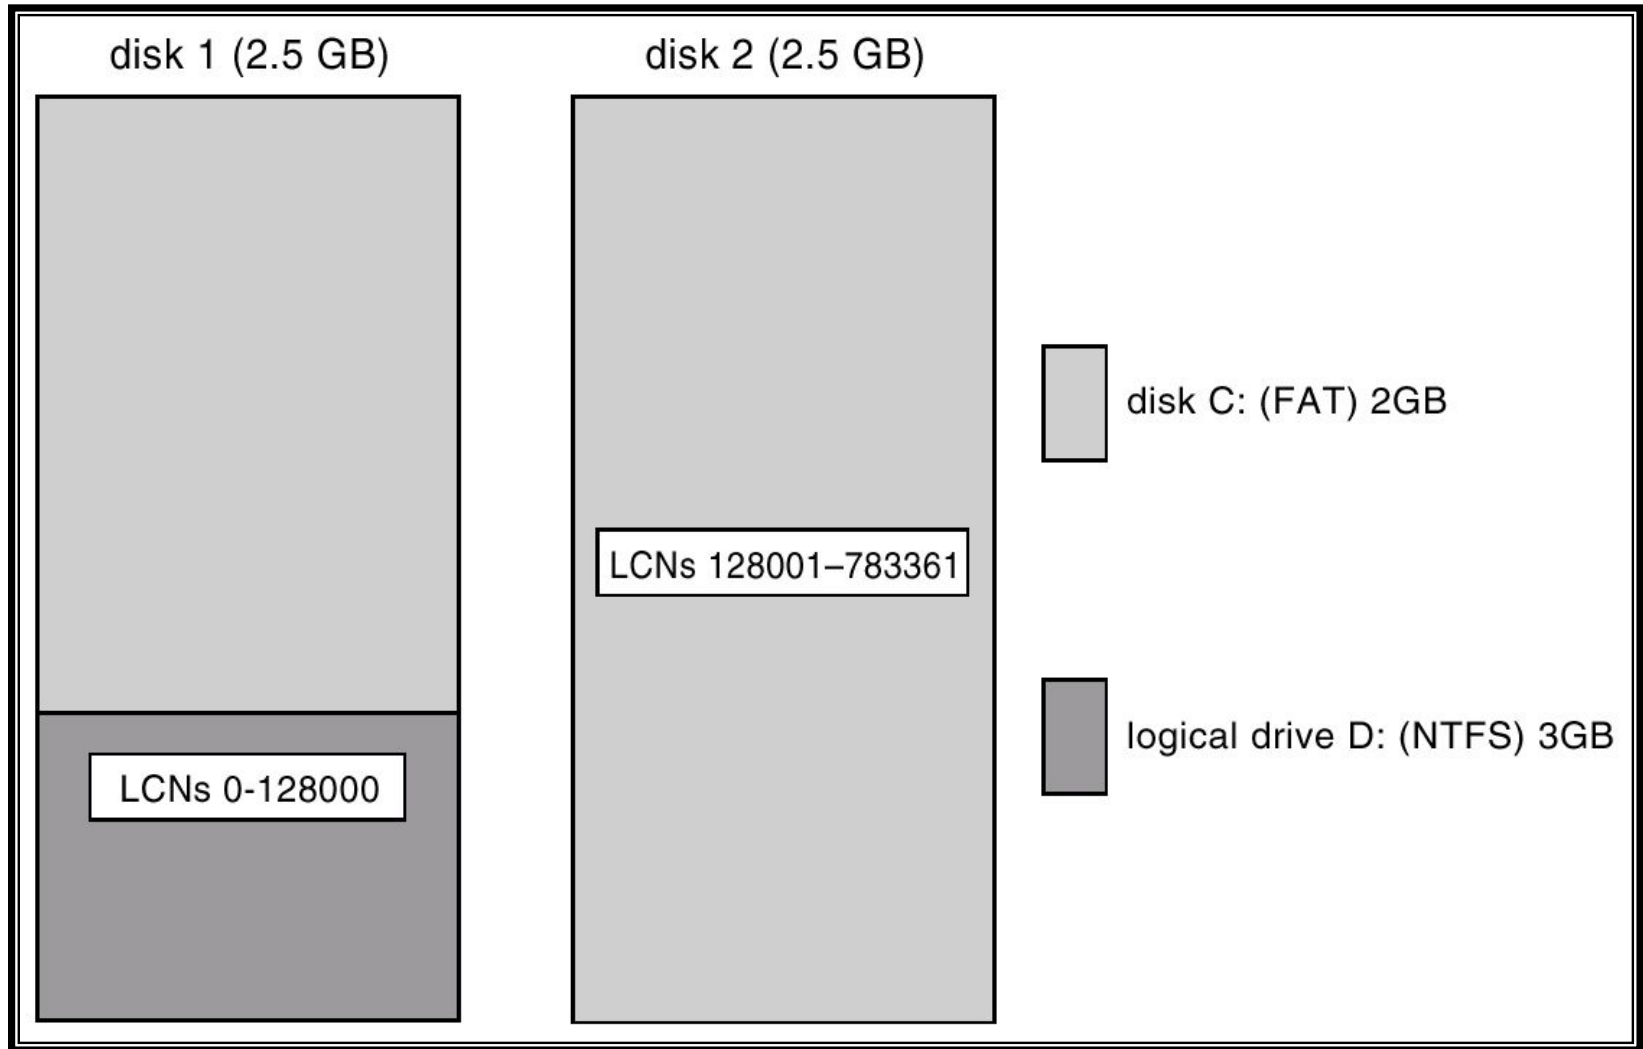 disk 1 (2.5 GB)
disk 2 (2.5 GB)
disk C: (FAT) 2GB
LCNs 128001–783361
logical drive D: (NTFS) 3GB
LCNs 0-128000